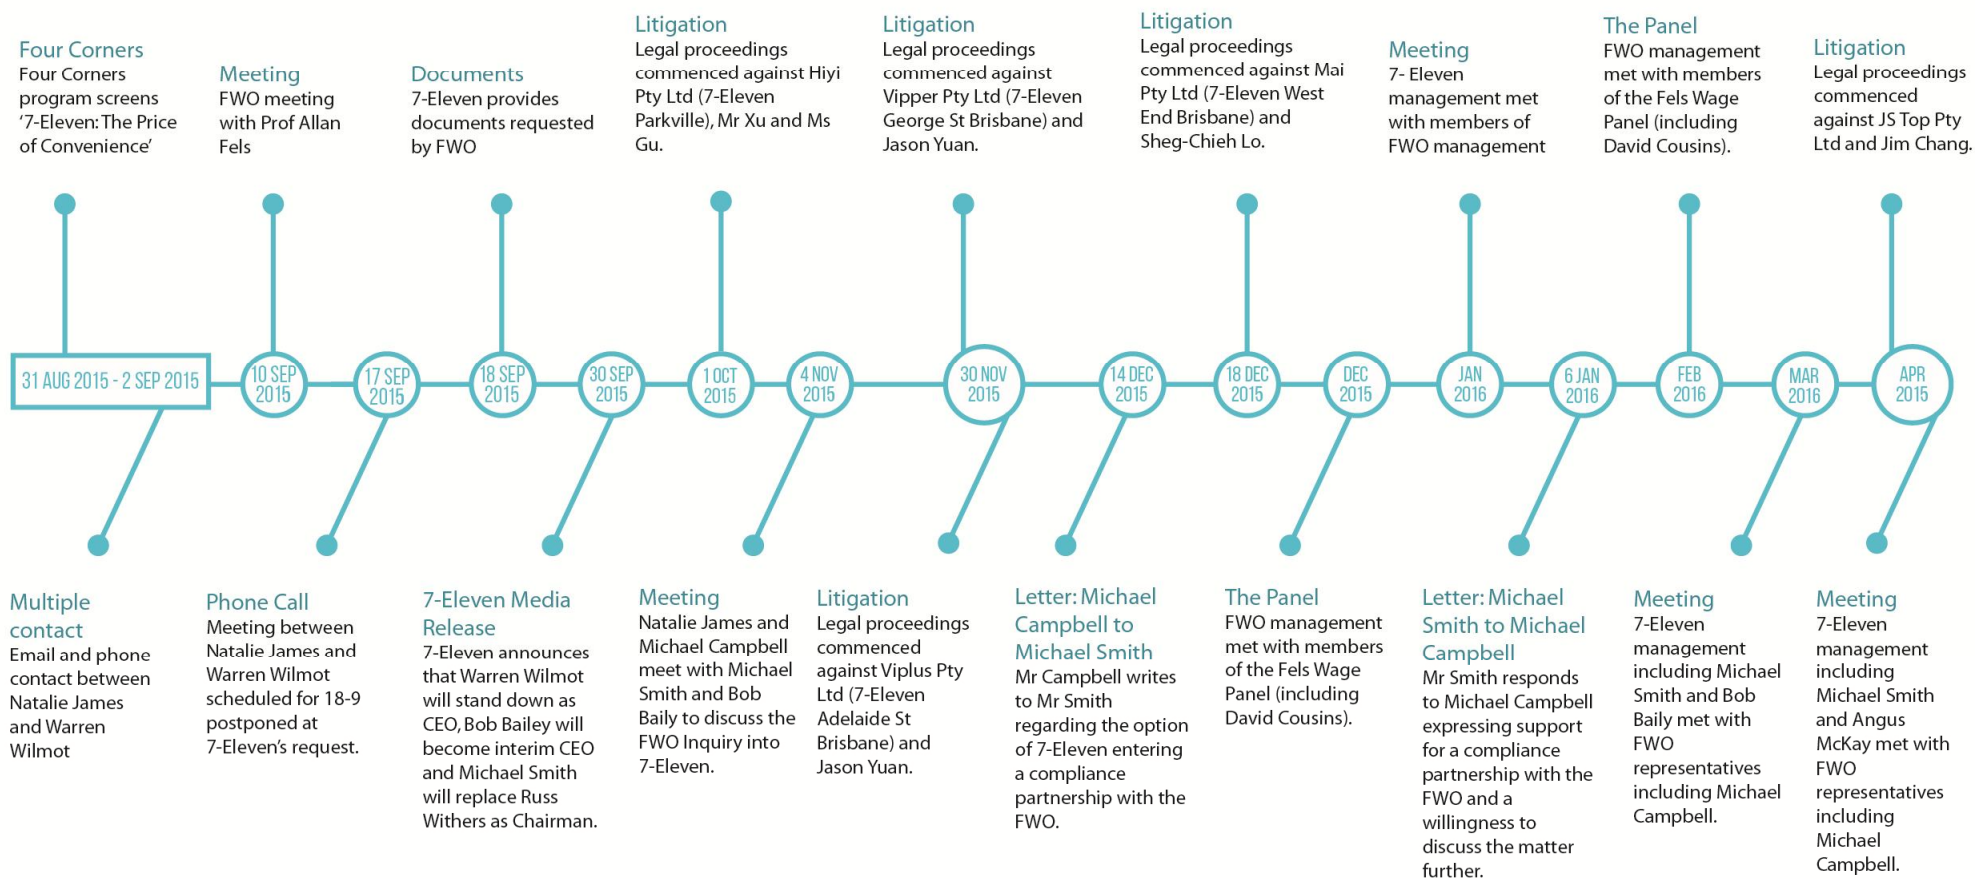 Four Corners
Four Corners
program screens
‘7-Eleven: The Price
of Convenience’
Meeting
FWO meeting
with Prof Allan
Fels
Documents
7-Eleven provides
documents requested
by FWO
Litigation
Legal proceedings
commenced against Hiyi
Pty Ltd (7-Eleven
Parkville), Mr Xu and Ms
Gu.
Litigation
Legal proceedings
commenced against
Vipper Pty Ltd (7-Eleven
George St Brisbane) and
Jason Yuan.
Litigation
Legal proceedings
commenced against Mai
Pty Ltd (7-Eleven West
End Brisbane) and
Sheg-Chieh Lo.
Meeting
7- Eleven
management met
with members of
FWO management
The Panel
FWO management
met with members
of the Fels Wage
Panel (including
David Cousins).
Litigation
Legal proceedings
commenced
against JS Top Pty
Ltd and Jim Chang.
31 AUG 2015 - 2 SEP 2015
10 SEP
2015
17 SEP
2015
18 SEP
2015
30 SEP
2015
1 OCT
2015
4 NOV
2015
30 NOV
2015
14 DEC
2015
18 DEC
2015
DEC
2015
JAN
2016
6 JAN
2016
FEB
2016
MAR
2016
APR
2015
Multiple
contact
Email and phone
contact between
Natalie James
and Warren
Wilmot
Phone Call
Meeting between
Natalie James and
Warren Wilmot
scheduled for 18-9
postponed at
7-Eleven’s request.
7-Eleven Media
Release
7-Eleven announces
that Warren Wilmot
will stand down as
CEO, Bob Bailey will
become interim CEO
and Michael Smith
will replace Russ
Withers as Chairman.
Meeting
Natalie James and
Michael Campbell
meet with Michael
Smith and Bob
Baily to discuss the
FWO Inquiry into
7-Eleven.
Litigation
Legal proceedings
commenced
against Viplus Pty
Ltd (7-Eleven
Adelaide St
Brisbane) and
Jason Yuan.
Letter: Michael
Campbell to
Michael Smith
Mr Campbell writes
to Mr Smith
regarding the option
of 7-Eleven entering
a compliance
partnership with the
FWO.
The Panel
FWO management
met with members
of the Fels Wage
Panel (including
David Cousins).
Letter: Michael
Smith to Michael
Campbell
Mr Smith responds
to Michael Campbell
expressing support
for a compliance
partnership with the
FWO and a
willingness to
discuss the matter
further.
Meeting
7-Eleven
management
including Michael
Smith and Bob
Baily met with
FWO
representatives
including Michael
Campbell.
Meeting
7-Eleven
management
including
Michael Smith
and Angus
McKay met with
FWO
representatives
including
Michael
Campbell.